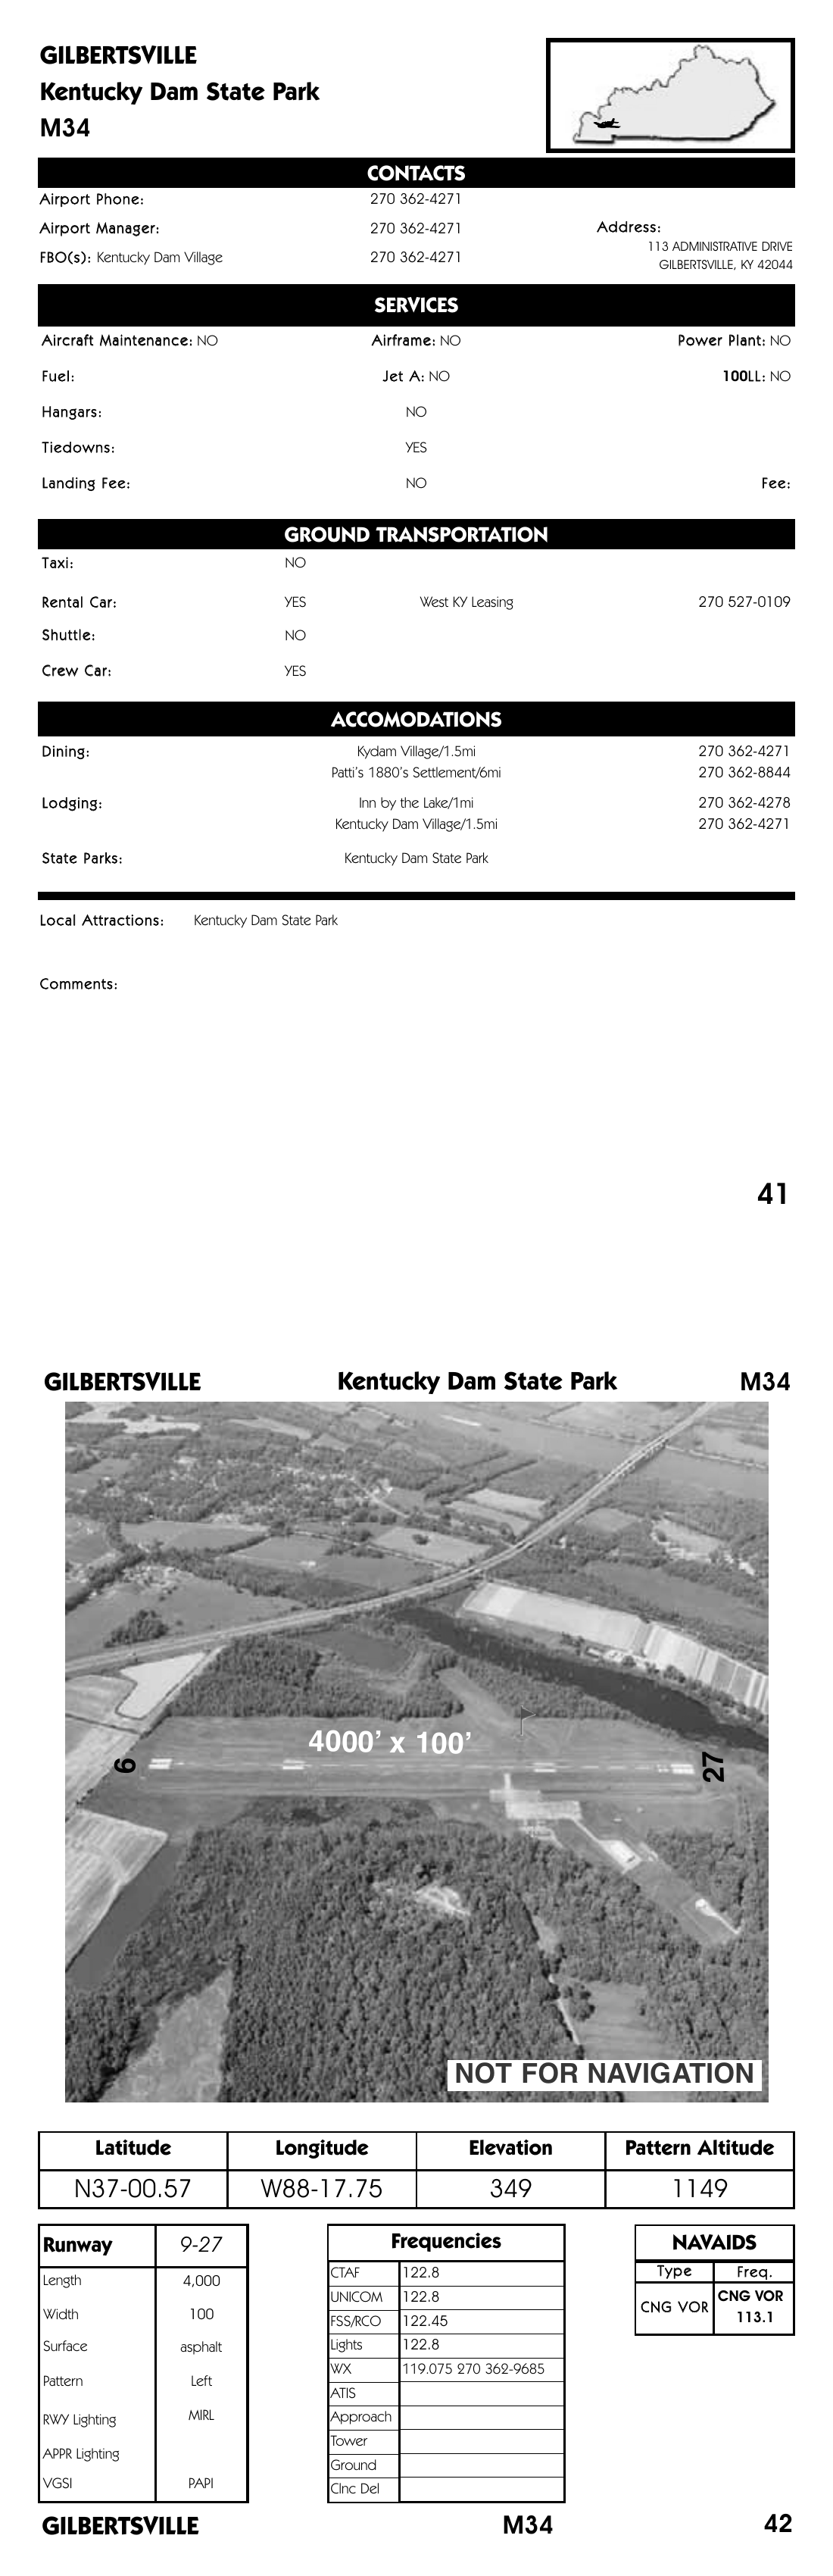 GILBERTSVILLE
Kentucky Dam State Park
M34
CONTACTS
Airport Phone: 270 362-4271
Airport Manager: 270 362-4271 Address:
113 ADMINISTRATIVE DRIVE
FBO(s): Kentucky Dam Village 270 362-4271
GILBERTSVILLE, KY 42044
SERVICES
Aircraft Maintenance: NO Airframe: NO Power Plant: NO
Fuel: Jet A: NO 100LL: NO
Hangars: NO
Tiedowns: YES
Landing Fee: NO Fee:
GROUND TRANSPORTATION
Taxi: NO
Rental Car: YES West KY Leasing 270 527-0109
Shuttle: NO
Crew Car: YES
ACCOMODATIONS
Dining: Kydam Village/1.5mi 270 362-4271
Patti's 1880's Settlement/6mi 270 362-8844
Lodging: Inn by the Lake/1mi 270 362-4278
Kentucky Dam Village/1.5mi 270 362-4271
State Parks: Kentucky Dam State Park
Local Attractions: Kentucky Dam State Park
Comments:
41
GILBERTSVILLE Kentucky Dam State Park M34
4000' x 100'
9 27
NOT FOR NAVIGATION
Latitude Longitude Elevation Pattern Altitude
N37-00.57 W88-17.75 349 1149
Runway 9-27
Length 4,000
Width 100
Surface asphalt
Pattern Left
RWY Lighting MIRL
APPR Lighting
VGSI PAPI
Frequencies
CTAF 122.8
UNICOM 122.8
FSS/RCO 122.45
Lights 122.8
WX 119.075 270 362-9685
ATIS
Approach
Tower
Ground
Clnc Del
NAVAIDS
Type Freq.
CNG VOR CNG VOR
113.1
GILBERTSVILLE M34 42